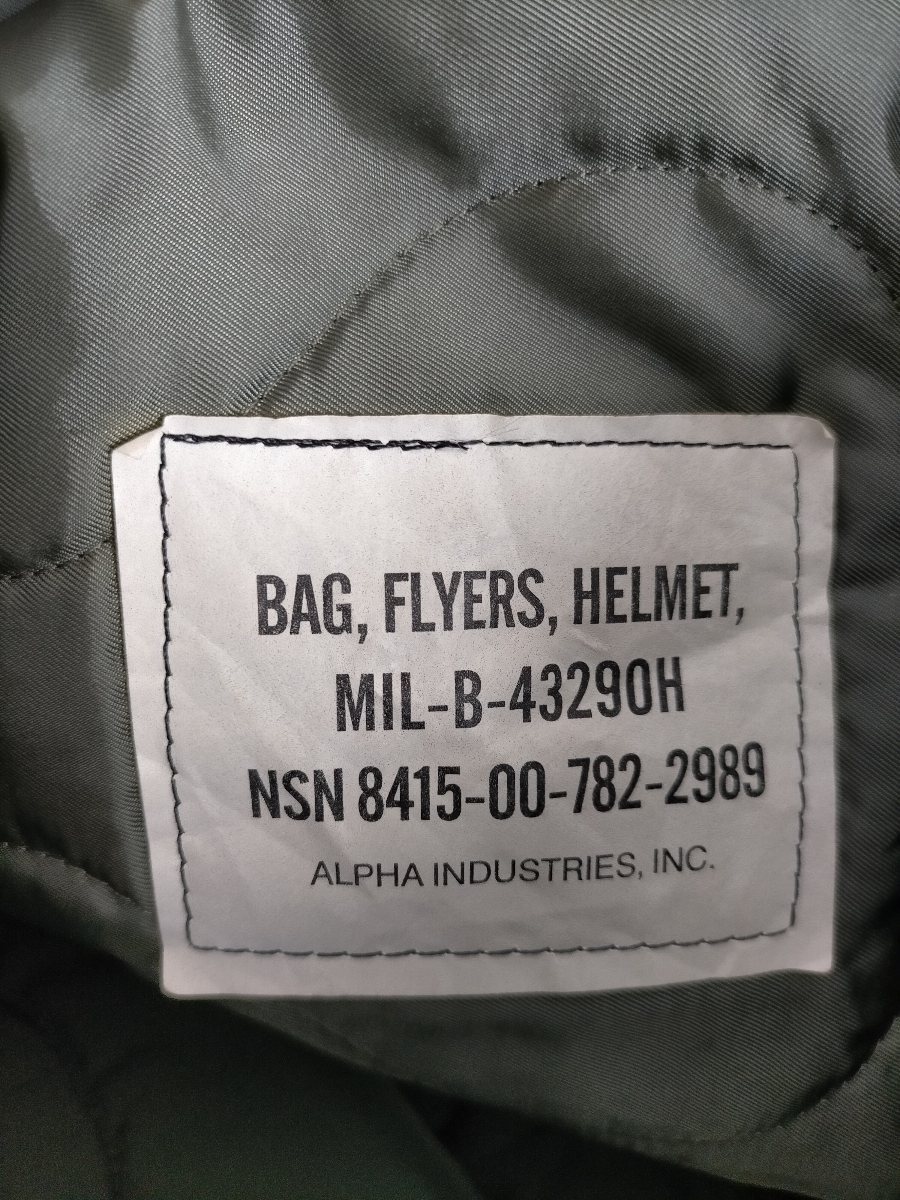 BAG, FLYERS, HELMET,
MIL-B-43290H
NSN 8415-00-782-2989
ALPHA INDUSTRIES, INC.